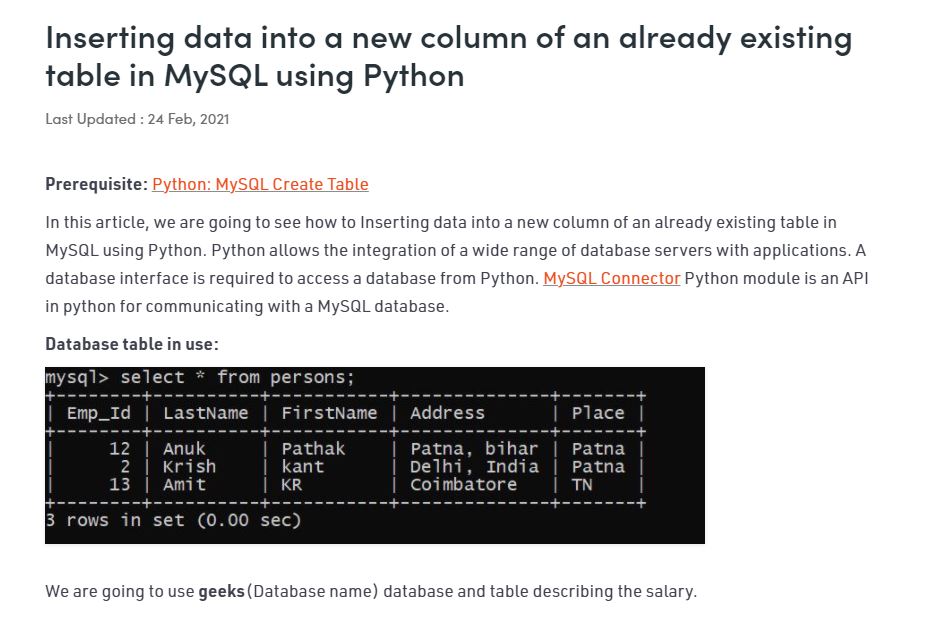 Inserting data into a new column of an already existing
table in MySQL using Python
Last Updated : 24 Feb, 2021
Prerequisite: Python: MySQL Create Table
In this article, we are going to see how to Inserting data into a new column of an already existing table in
MySQL using Python. Python allows the integration of a wide range of database servers with applications. A
database interface is required to access a database from Python. MySQL Connector Python module is an API
in python for communicating with a MySQL database.
Database table in use:
mysql> select * from persons;
+--------+----------+-----------+--------------+-------+
| Emp_Id | LastName | FirstName | Address      | Place |
+--------+----------+-----------+--------------+-------+
|     12 | Anuk     | Pathak    | Patna, bihar | Patna |
|      2 | Krish    | kant      | Delhi, India | Patna |
|     13 | Amit     | KR        | Coimbatore   | TN    |
+--------+----------+-----------+--------------+-------+
3 rows in set (0.00 sec)
We are going to use geeks(Database name) database and table describing the salary.